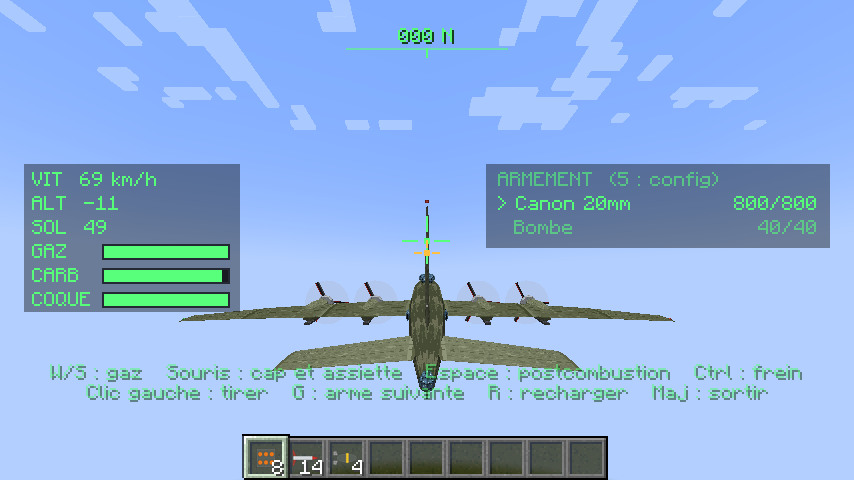 000 N
VIT 69 km/h
ALT -11
SOL 49
GAZ
CARB
COQUE
ARMEMENT (5 : config)
> Canon 20mm 800/800
Bombe 40/40
W/S : gaz Souris : cap et assiette Espace : postcombustion Ctrl : frein
Clic gauche : tirer G : arme suivante R : recharger Maj : sortir
8 14 4